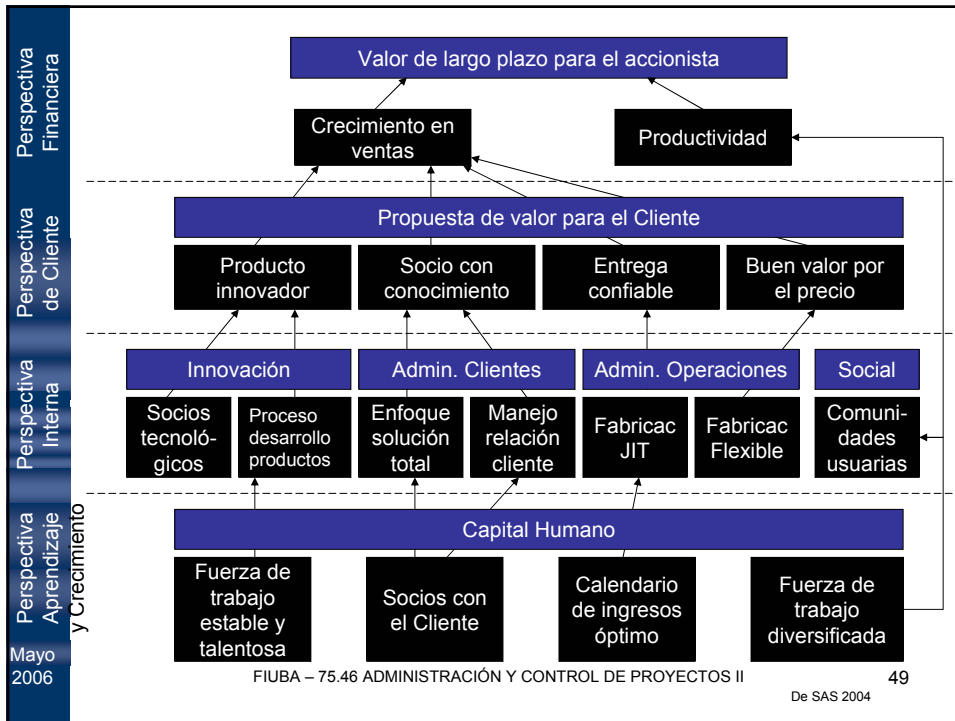 Perspectiva
Financiera
Valor de largo plazo para el accionista
Crecimiento en
ventas
Productividad
Perspectiva
de Cliente
Propuesta de valor para el Cliente
Producto
innovador
Socio con
conocimiento
Entrega
confiable
Buen valor por
el precio
Perspectiva
Interna
Innovación
Admin. Clientes
Admin. Operaciones
Social
Socios
tecnoló-
gicos
Proceso
desarrollo
productos
Enfoque
solución
total
Manejo
relación
cliente
Fabricac
JIT
Fabricac
Flexible
Comuni-
dades
usuarias
Perspectiva
Aprendizaje
y Crecimiento
Capital Humano
Fuerza de
trabajo
estable y
talentosa
Socios con
el Cliente
Calendario
de ingresos
óptimo
Fuerza de
trabajo
diversificada
Mayo
2006
FIUBA – 75.46 ADMINISTRACIÓN Y CONTROL DE PROYECTOS II
49
De SAS 2004